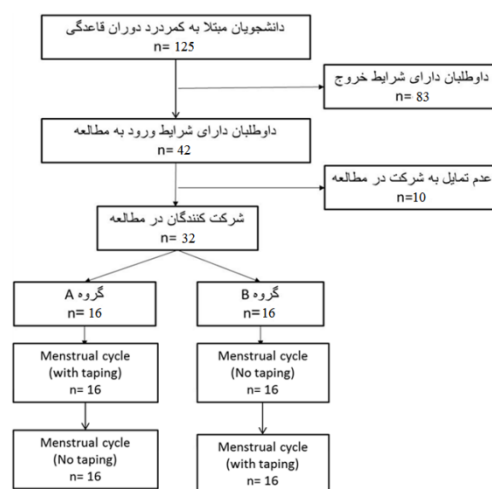 دانشجویان مبتلا به کمردرد دوران قاعدگی
n= 125
داوطلبان دارای شرایط خروج
n= 83
داوطلبان دارای شرایط ورود به مطالعه
n= 42
عدم تمایل به شرکت در مطالعه
n=10
شرکت کنندگان در مطالعه
n= 32
گروه A
n= 16
گروه B
n=16
Menstrual cycle
(with taping)
n= 16
Menstrual cycle
(No taping)
n= 16
Menstrual cycle
(No taping)
n= 16
Menstrual cycle
(with taping)
n= 16